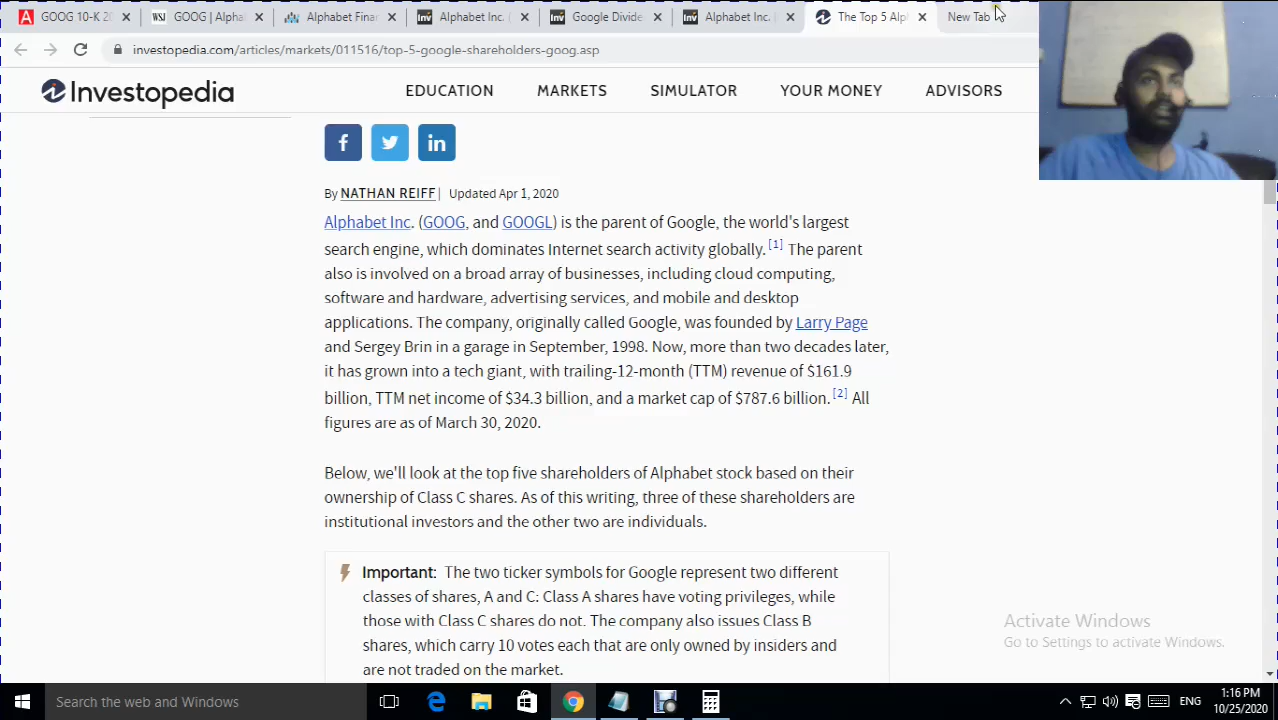 GOOG 10-K 20
GOOG | Alpha
Alphabet Finar
Alphabet Inc. (
Google Divide
Alphabet Inc. (
The Top 5 Alph
New Tab
investopedia.com/articles/markets/011516/top-5-google-shareholders-goog.asp
Investopedia
EDUCATION
MARKETS
SIMULATOR
YOUR MONEY
ADVISORS
By NATHAN REIFF | Updated Apr 1, 2020
Alphabet Inc. (GOOG, and GOOGL) is the parent of Google, the world's largest
search engine, which dominates Internet search activity globally. [1] The parent
also is involved on a broad array of businesses, including cloud computing,
software and hardware, advertising services, and mobile and desktop
applications. The company, originally called Google, was founded by Larry Page
and Sergey Brin in a garage in September, 1998. Now, more than two decades later,
it has grown into a tech giant, with trailing-12-month (TTM) revenue of $161.9
billion, TTM net income of $34.3 billion, and a market cap of $787.6 billion. [2] All
figures are as of March 30, 2020.
Below, we'll look at the top five shareholders of Alphabet stock based on their
ownership of Class C shares. As of this writing, three of these shareholders are
institutional investors and the other two are individuals.
Important: The two ticker symbols for Google represent two different
classes of shares, A and C: Class A shares have voting privileges, while
those with Class C shares do not. The company also issues Class B
shares, which carry 10 votes each that are only owned by insiders and
are not traded on the market.
Activate Windows
Go to Settings to activate Windows.
Search the web and Windows
ENG
1:16 PM
10/25/2020